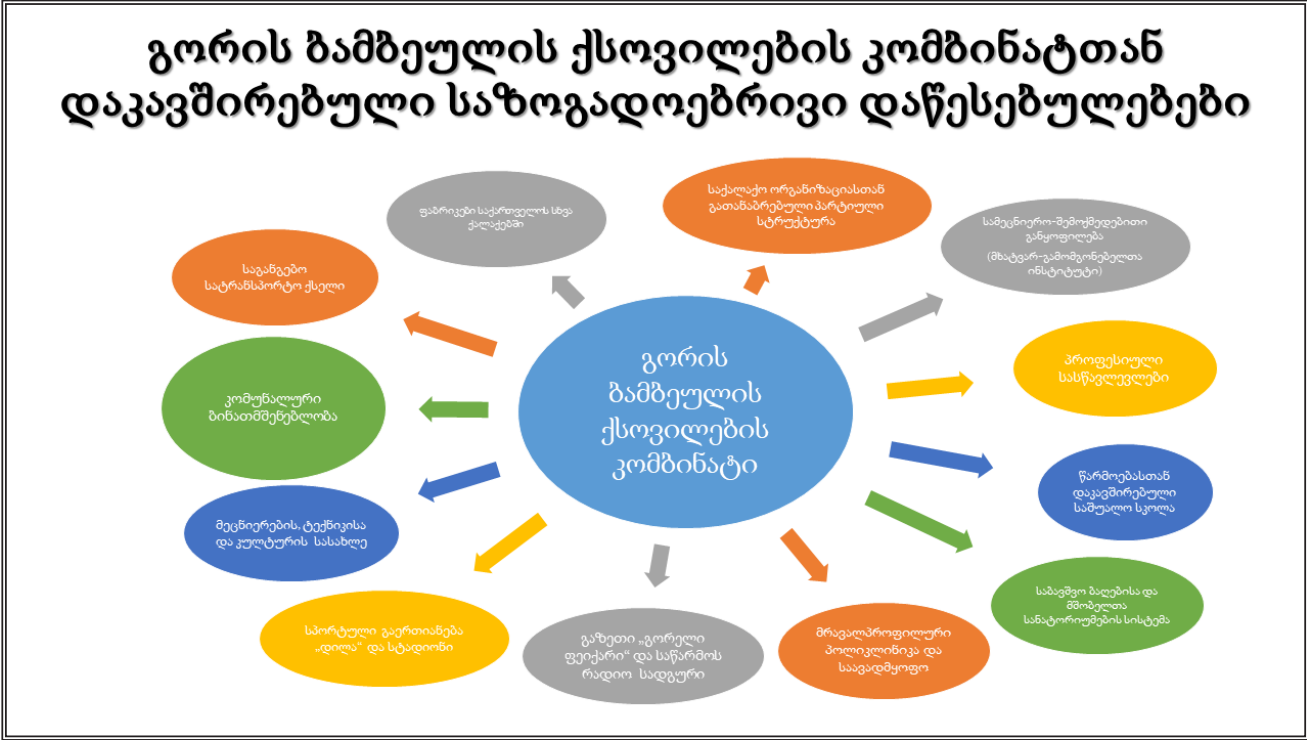 გორის ბამბეულის ქსოვილების კომბინატთან
დაკავშირებული საზოგადოებრივი დაწესებულებები
საქალაქო ორგანიზაციასთან
გათანაბრებული პარტიული
სტრუქტურა
ფაბრიკები საქართველოს სხვა
ქალაქებში
სამეცნიერო-შემოქმედებითი
განყოფილება
(მხატვარ-გამომგონებელთა
ინსტიტუტი)
საგანგებო
სატრანსპორტო ქსელი
გორის
ბამბეულის
ქსოვილების
კომბინატი
პროფესიული
სასწავლევლები
კომუნალური
ბინათმშენებლობა
წარმოებასთან
დაკავშირებული
საშუალო სკოლა
მეცნიერების, ტექნიკისა
და კულტურის სასახლე
საბავშვო ბაღებისა და
მშობელთა
სანატორიუმების სისტემა
სპორტული გაერთიანება
„დილა“ და სტადიონი
გაზეთი „გორელი
ფეიქარი“ და საწარმოს
რადიო სადგური
მრავალპროფილური
პოლიკლინიკა და
საავადმყოფო